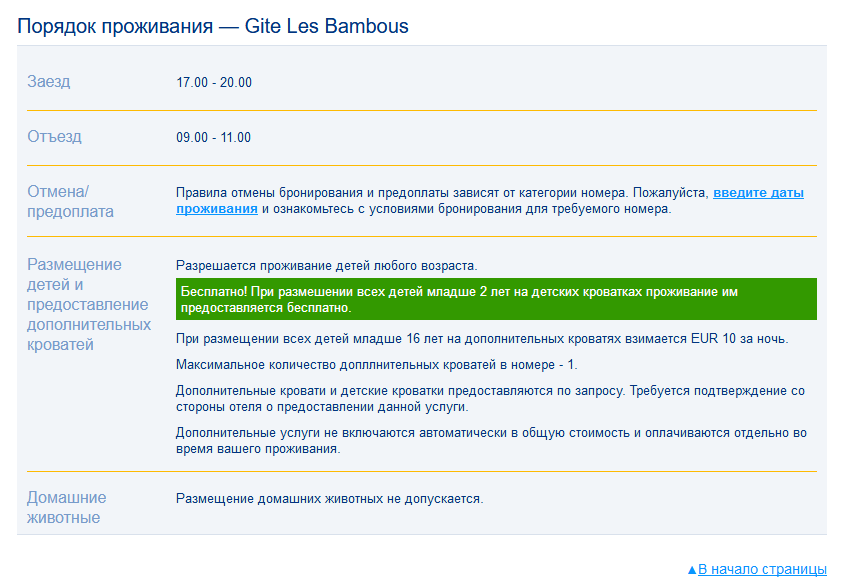 Порядок проживания — Gite Les Bambous
Заезд
17.00 - 20.00
Отъезд
09.00 - 11.00
Отмена/
предоплата
Правила отмены бронирования и предоплаты зависят от категории номера. Пожалуйста, введите даты
проживания и ознакомьтесь с условиями бронирования для требуемого номера.
Размещение
детей и
предоставление
дополнительных
кроватей
Разрешается проживание детей любого возраста.
Бесплатно! При размешении всех детей младше 2 лет на детских кроватках проживание им
предоставляется бесплатно.
При размещении всех детей младше 16 лет на дополнительных кроватях взимается EUR 10 за ночь.
Максимальное количество допллнительных кроватей в номере - 1.
Дополнительные кровати и детские кроватки предоставляются по запросу. Требуется подтверждение со
стороны отеля о предоставлении данной услуги.
Дополнительные услуги не включаются автоматически в общую стоимость и оплачиваются отдельно во
время вашего проживания.
Домашние
животные
Размещение домашних животных не допускается.
▲В начало страницы